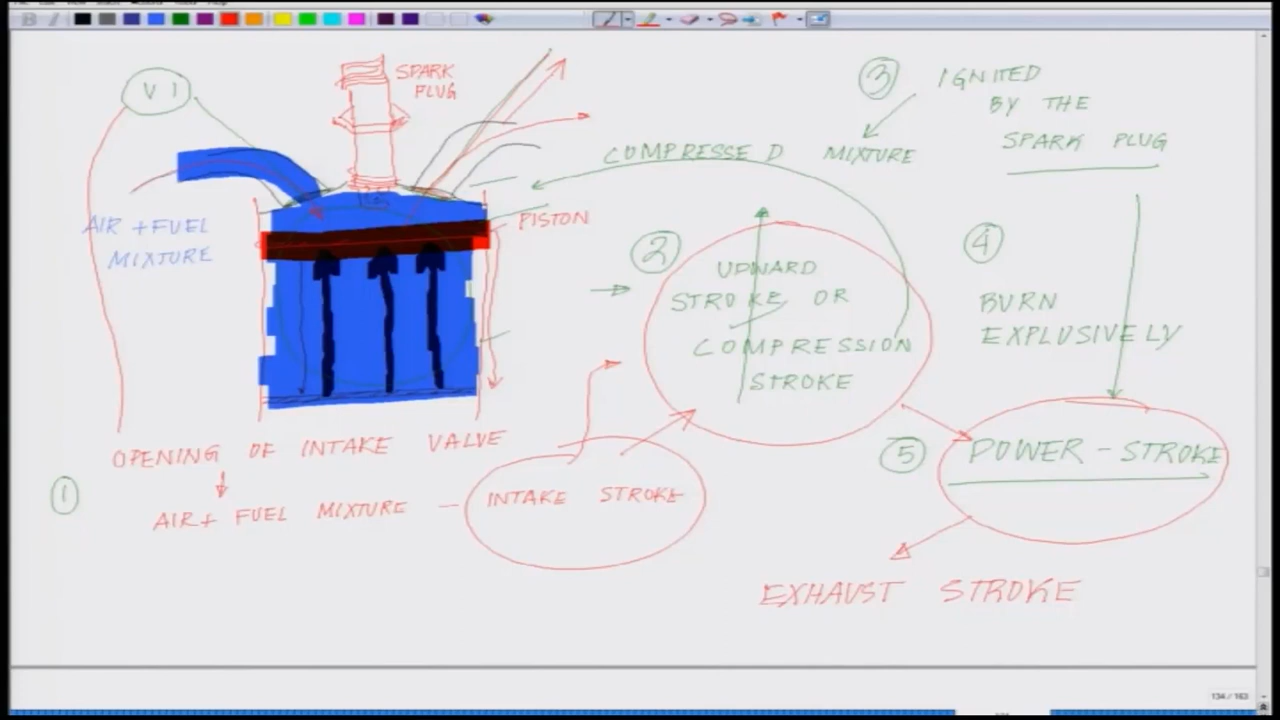 V1
SPARK
PLUG
AIR + FUEL
MIXTURE
PISTON
COMPRESSED MIXTURE
3
IGNITED
BY THE
SPARK PLUG
2
UPWARD
STROKE OR
COMPRESSION
STROKE
4
BURN
EXPLUSIVELY
OPENING OF INTAKE VALVE
1
AIR+ FUEL MIXTURE - INTAKE STROKE
5
POWER - STROKE
EXHAUST STROKE
134 / 163